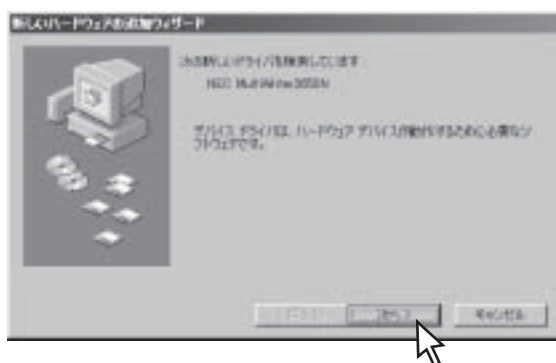 新しいハードウェアの追加ウィザード
次の新しいドライバを検索しています:
NEC MultiWriter
デバイス ドライバは、ハードウェア デバイスが動作するために必要なソ
フトウェアです。
次へ >
キャンセル